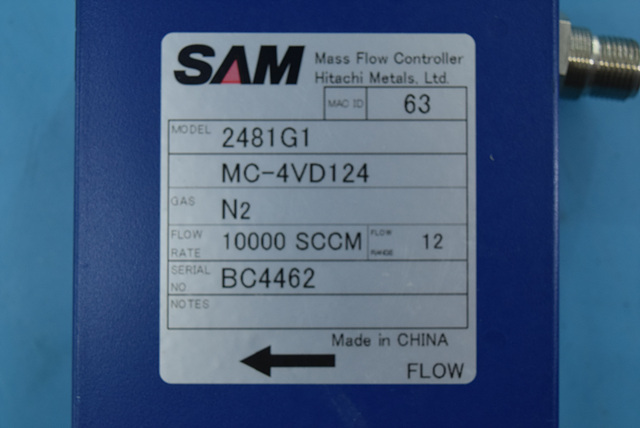 SAM
Mass Flow Controller
Hitachi Metals, Ltd.
MAC ID 63
MODEL 2481G1
MC-4VD124
GAS N2
FLOW RATE 10000 SCCM FLOW RANGE 12
SERIAL NO. BC4462
NOTES
Made in CHINA
FLOW